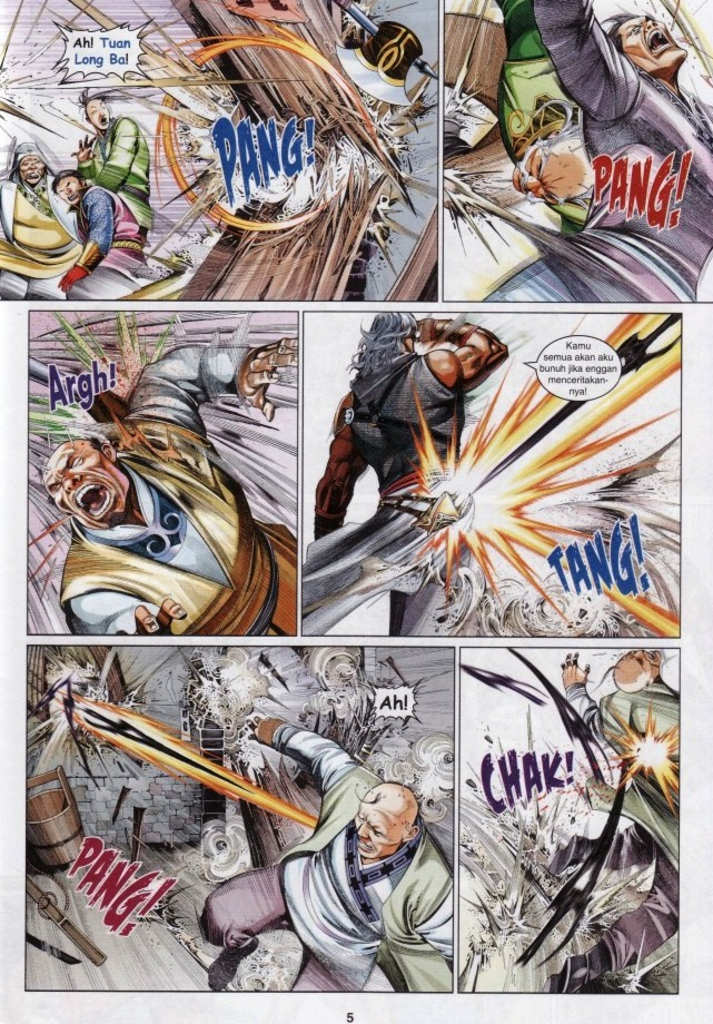 Ah! Tuan
Long Ba!
PANG!
PANG!
Argh!
Kamu
semua akan aku
bunuh jika enggan
menceritakan-
nya!
TANG!
Ah!
PANG!
CHAK!
5